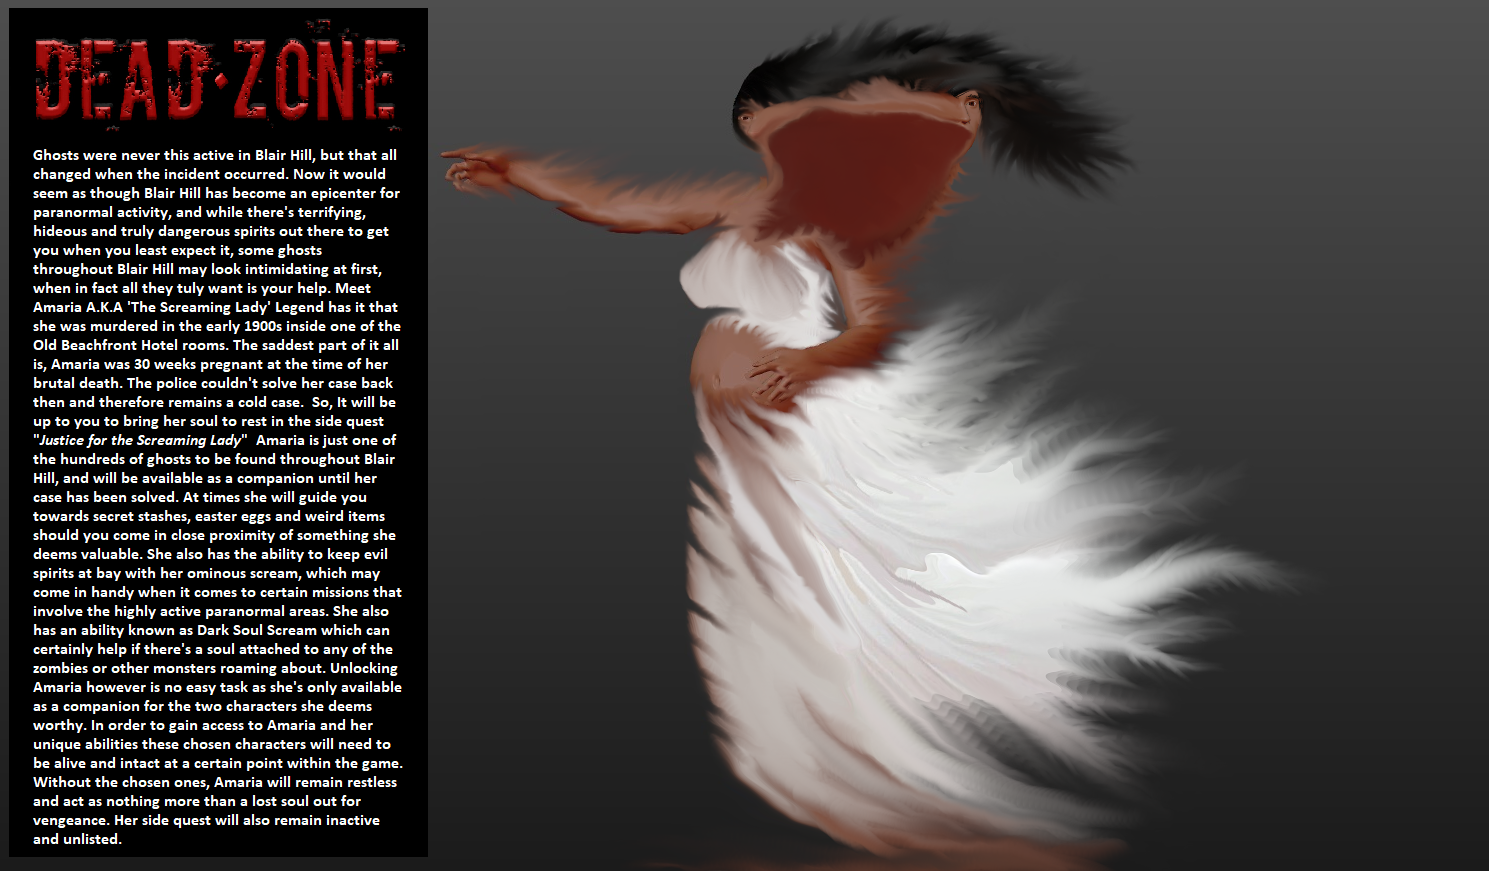 DEAD·ZONE
Ghosts were never this active in Blair Hill, but that all
changed when the incident occurred. Now it would
seem as though Blair Hill has become an epicenter for
paranormal activity, and while there's terrifying,
hideous and truly dangerous spirits out there to get
you when you least expect it, some ghosts
throughout Blair Hill may look intimidating at first,
when in fact all they tuly want is your help. Meet
Amaria A.K.A 'The Screaming Lady' Legend has it that
she was murdered in the early 1900s inside one of the
Old Beachfront Hotel rooms. The saddest part of it all
is, Amaria was 30 weeks pregnant at the time of her
brutal death. The police couldn't solve her case back
then and therefore remains a cold case.  So, It will be
up to you to bring her soul to rest in the side quest
"Justice for the Screaming Lady"  Amaria is just one of
the hundreds of ghosts to be found throughout Blair
Hill, and will be available as a companion until her
case has been solved. At times she will guide you
towards secret stashes, easter eggs and weird items
should you come in close proximity of something she
deems valuable. She also has the ability to keep evil
spirits at bay with her ominous scream, which may
come in handy when it comes to certain missions that
involve the highly active paranormal areas. She also
has an ability known as Dark Soul Scream which can
certainly help if there's a soul attached to any of the
zombies or other monsters roaming about. Unlocking
Amaria however is no easy task as she's only available
as a companion for the two characters she deems
worthy. In order to gain access to Amaria and her
unique abilities these chosen characters will need to
be alive and intact at a certain point within the game.
Without the chosen ones, Amaria will remain restless
and act as nothing more than a lost soul out for
vengeance. Her side quest will also remain inactive
and unlisted.